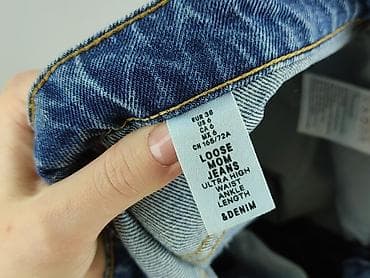 EUR 36
US 6
CA 6
MX 6
CN 165/72A
LOOSE
MOM
JEANS
ULTRA HIGH
WAIST
ANKLE
LENGTH
&DENIM